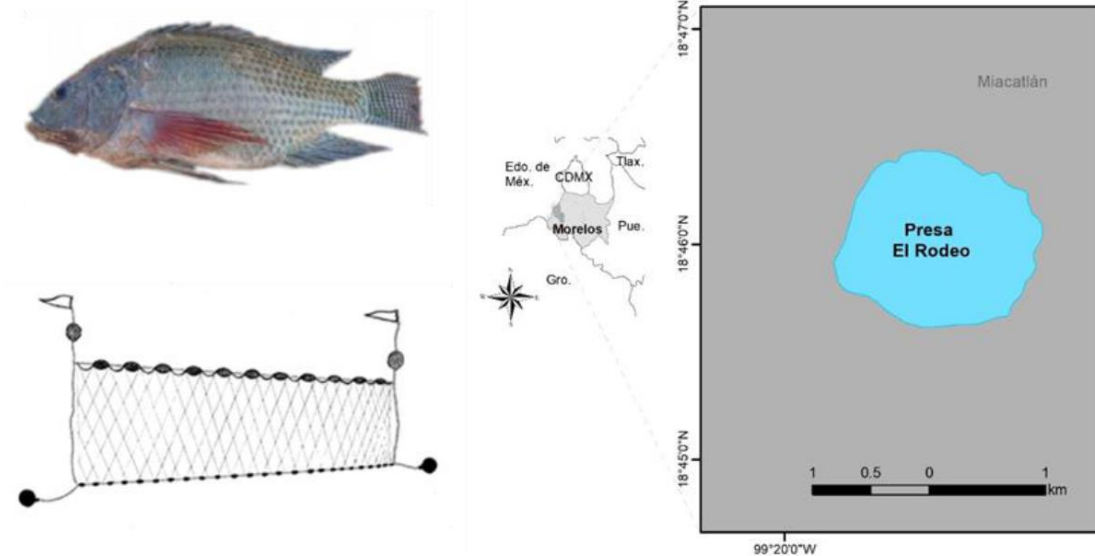 Edo. de
Méx.
CDMX
Tlax.
Morelos
Pue.
Gro.
N
W
E
S
18°47'0"N
18°46'0"N
18°45'0"N
Miacatlán
Presa
El Rodeo
1 0.5 0 1
km
99°20'0"W